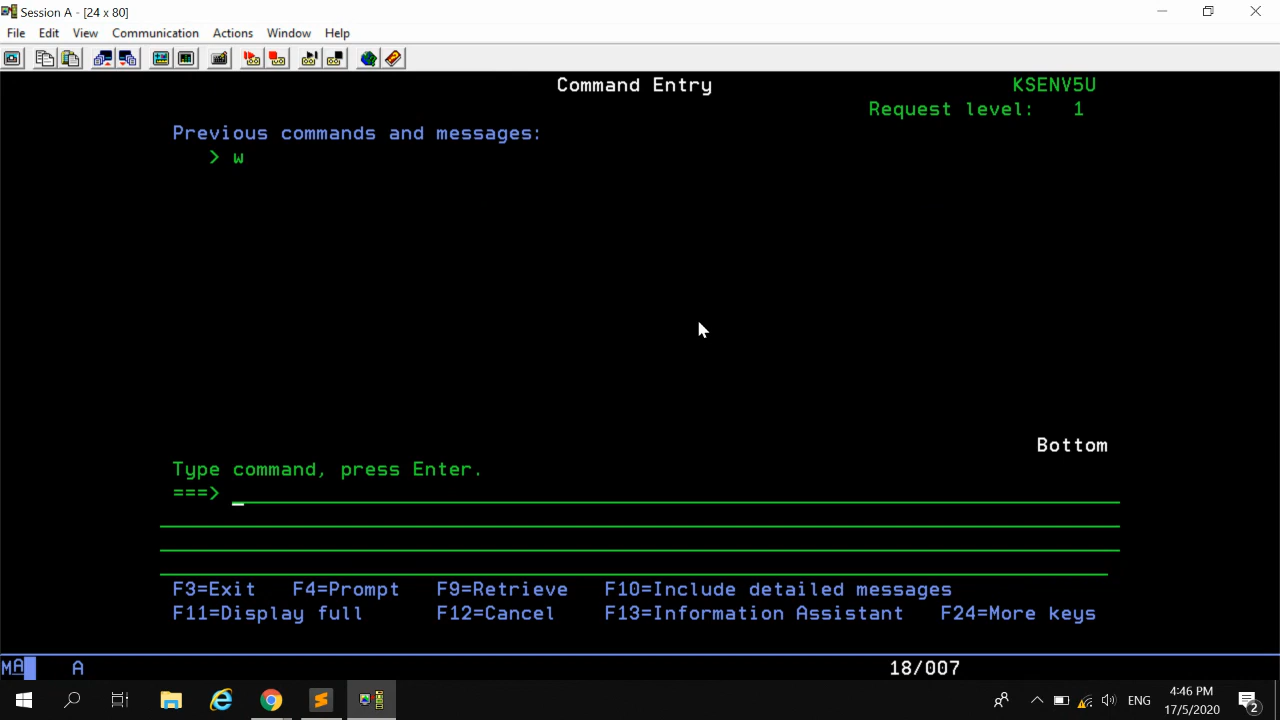 Session A - [24 x 80]
File Edit View Communication Actions Window Help
Command Entry KSENV5U
Request level: 1
Previous commands and messages:
> w
Bottom
Type command, press Enter.
===>
F3=Exit F4=Prompt F9=Retrieve F10=Include detailed messages
F11=Display full F12=Cancel F13=Information Assistant F24=More keys
MA A 18/007
ENG 4:46 PM
17/5/2020 2